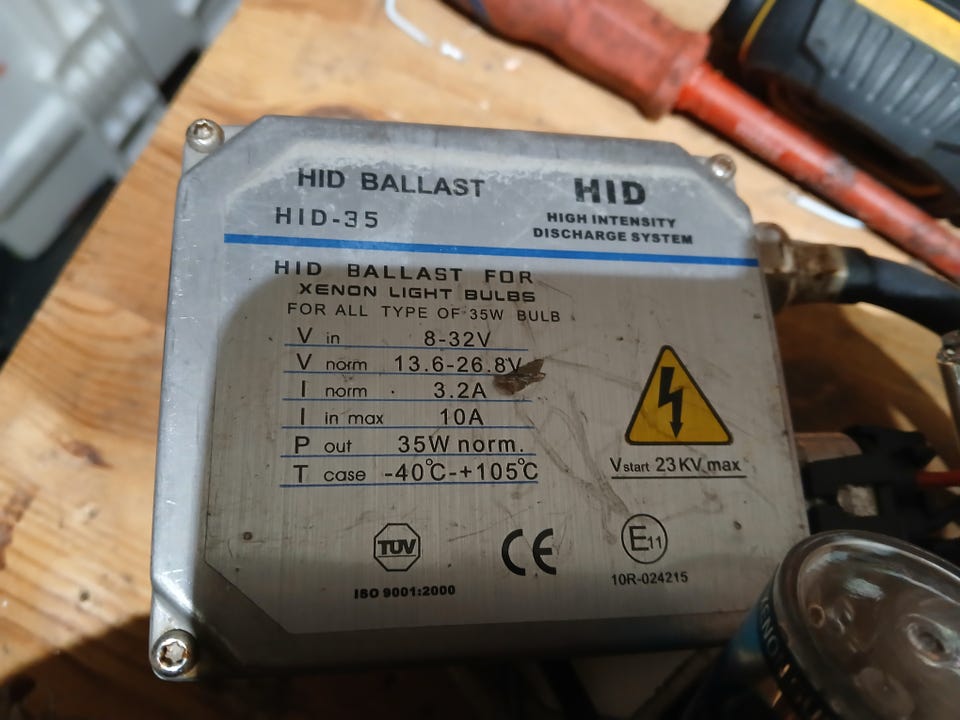 HID BALLAST
HID-35
HID
HIGH INTENSITY
DISCHARGE SYSTEM
HID BALLAST FOR
XENON LIGHT BULBS
FOR ALL TYPE OF 35W BULB
V in 8-32V
V norm 13.6-26.8V
I norm 3.2A
I in max 10A
P out 35W norm.
T case -40°C-+105°C
Vstart 23KV max
TUV
ISO 9001:2000
CE
E11
10R-024215